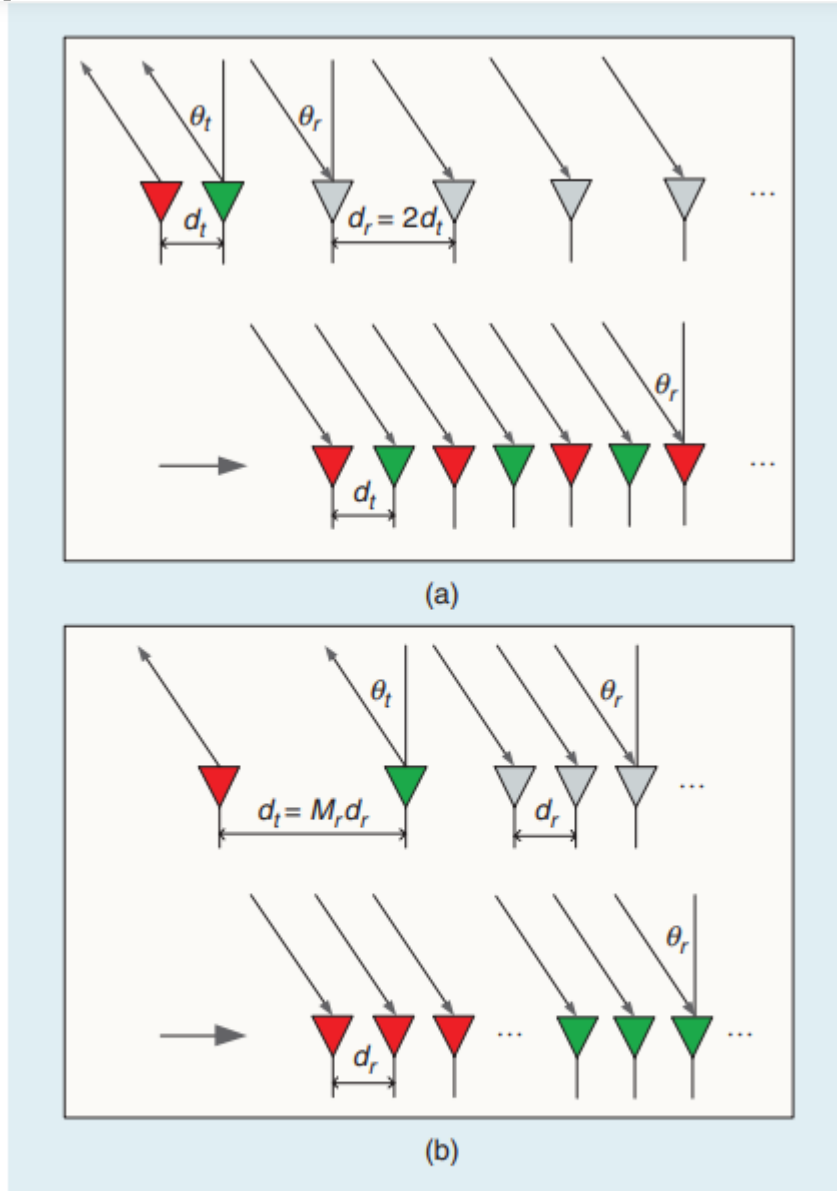 θt
θr
dt
dr = 2dt
...
θr
dt
...
(a)
θt
θr
dt = Mrdr
dr
...
θr
... ...
dr
(b)